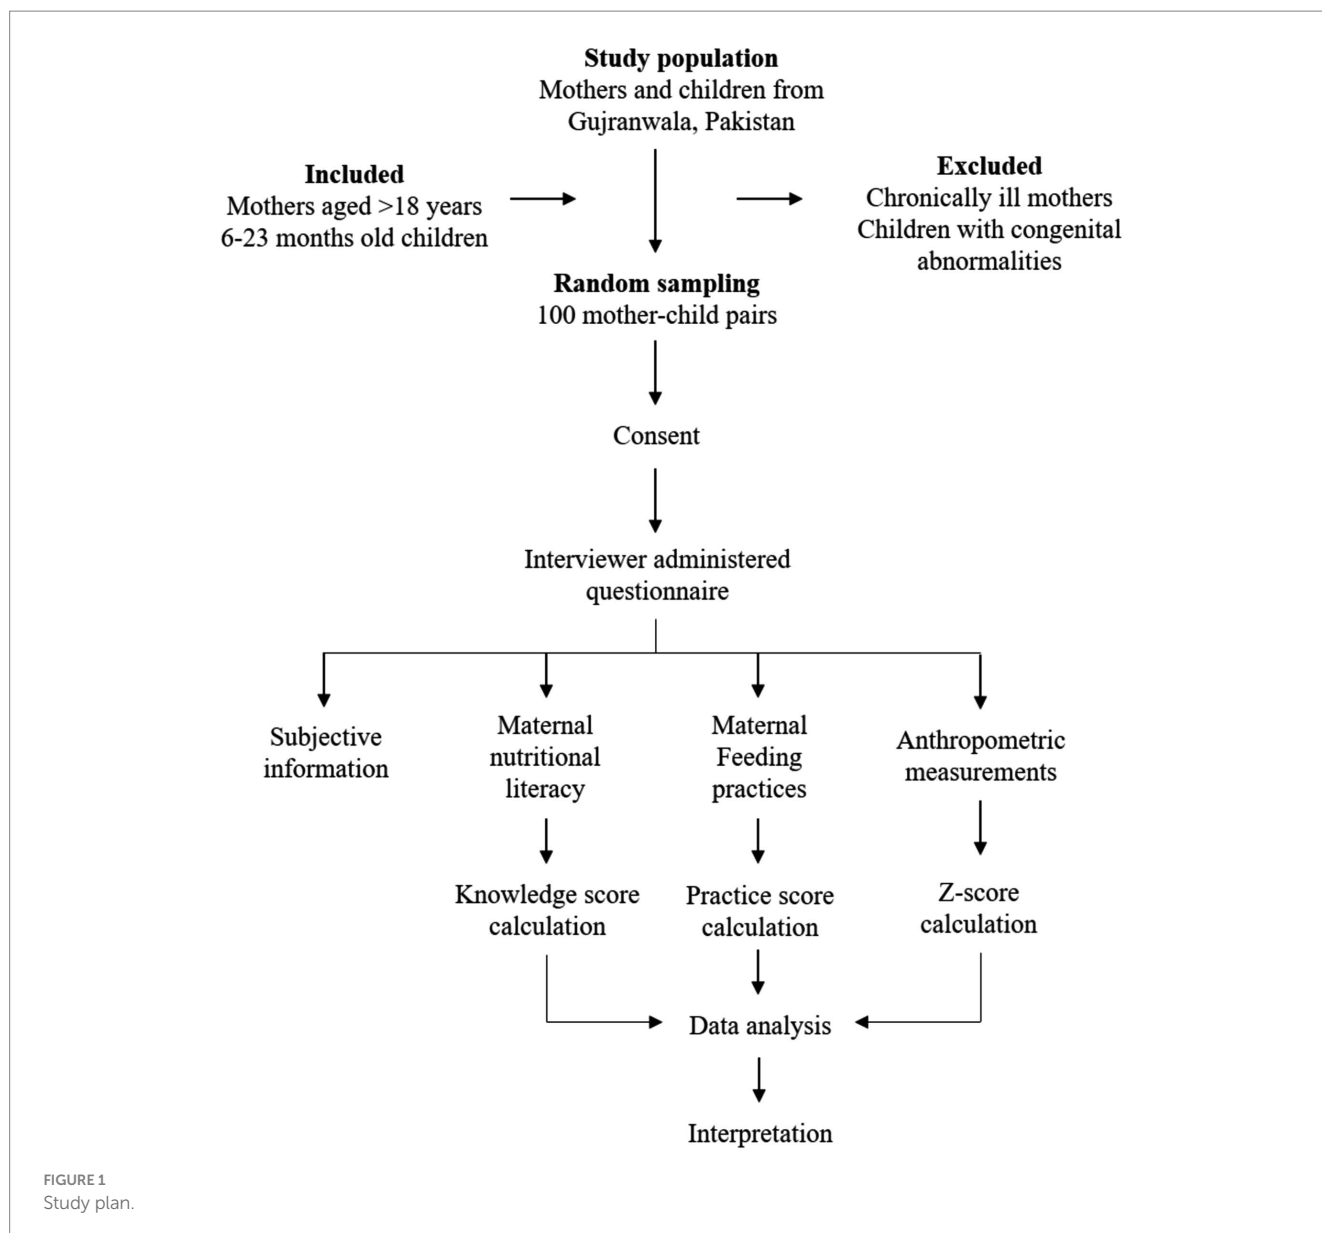 Study population
Mothers and children from
Gujranwala, Pakistan
Included
Mothers aged >18 years
6-23 months old children
Excluded
Chronically ill mothers
Children with congenital
abnormalities
Random sampling
100 mother-child pairs
Consent
Interviewer administered
questionnaire
Subjective
information
Maternal
nutritional
literacy
Maternal
Feeding
practices
Anthropometric
measurements
Knowledge score
calculation
Practice score
calculation
Z-score
calculation
Data analysis
Interpretation
FIGURE 1
Study plan.